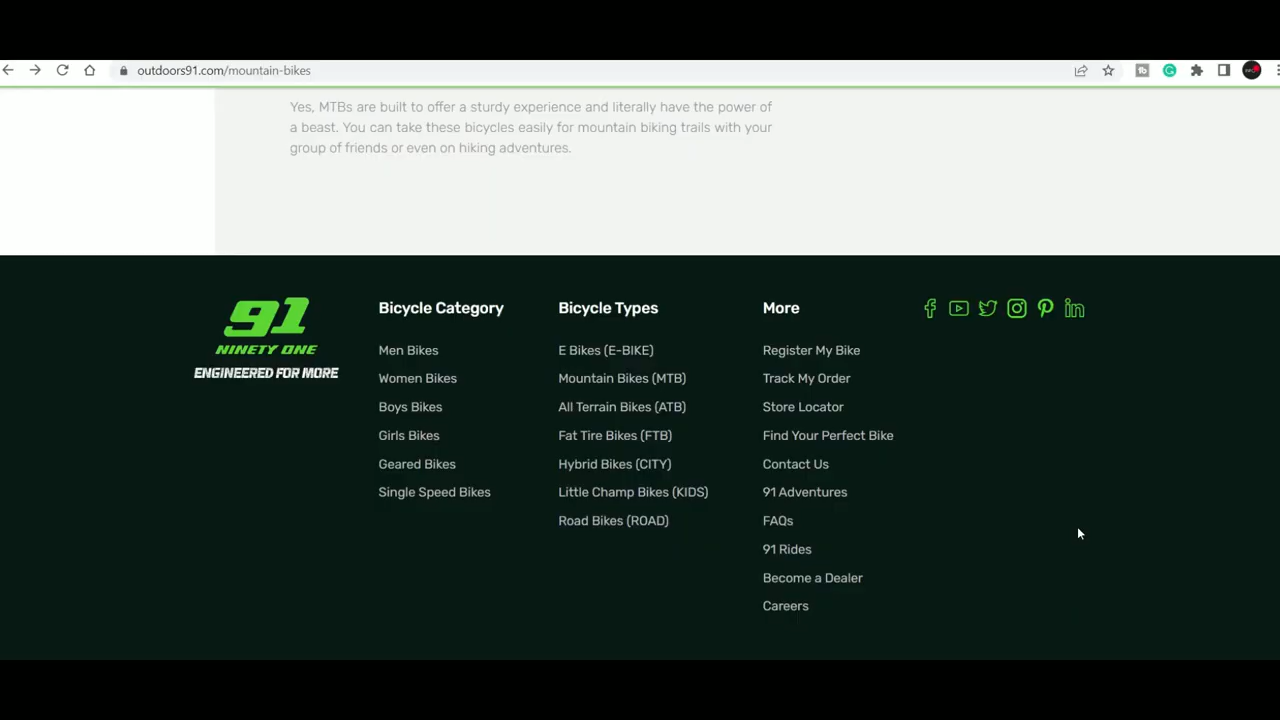 outdoors91.com/mountain-bikes
Yes, MTBs are built to offer a sturdy experience and literally have the power of
a beast. You can take these bicycles easily for mountain biking trails with your
group of friends or even on hiking adventures.
91
NINETY ONE
ENGINEERED FOR MORE
Bicycle Category
Men Bikes
Women Bikes
Boys Bikes
Girls Bikes
Geared Bikes
Single Speed Bikes
Bicycle Types
E Bikes (E-BIKE)
Mountain Bikes (MTB)
All Terrain Bikes (ATB)
Fat Tire Bikes (FTB)
Hybrid Bikes (CITY)
Little Champ Bikes (KIDS)
Road Bikes (ROAD)
More
Register My Bike
Track My Order
Store Locator
Find Your Perfect Bike
Contact Us
91 Adventures
FAQs
91 Rides
Become a Dealer
Careers